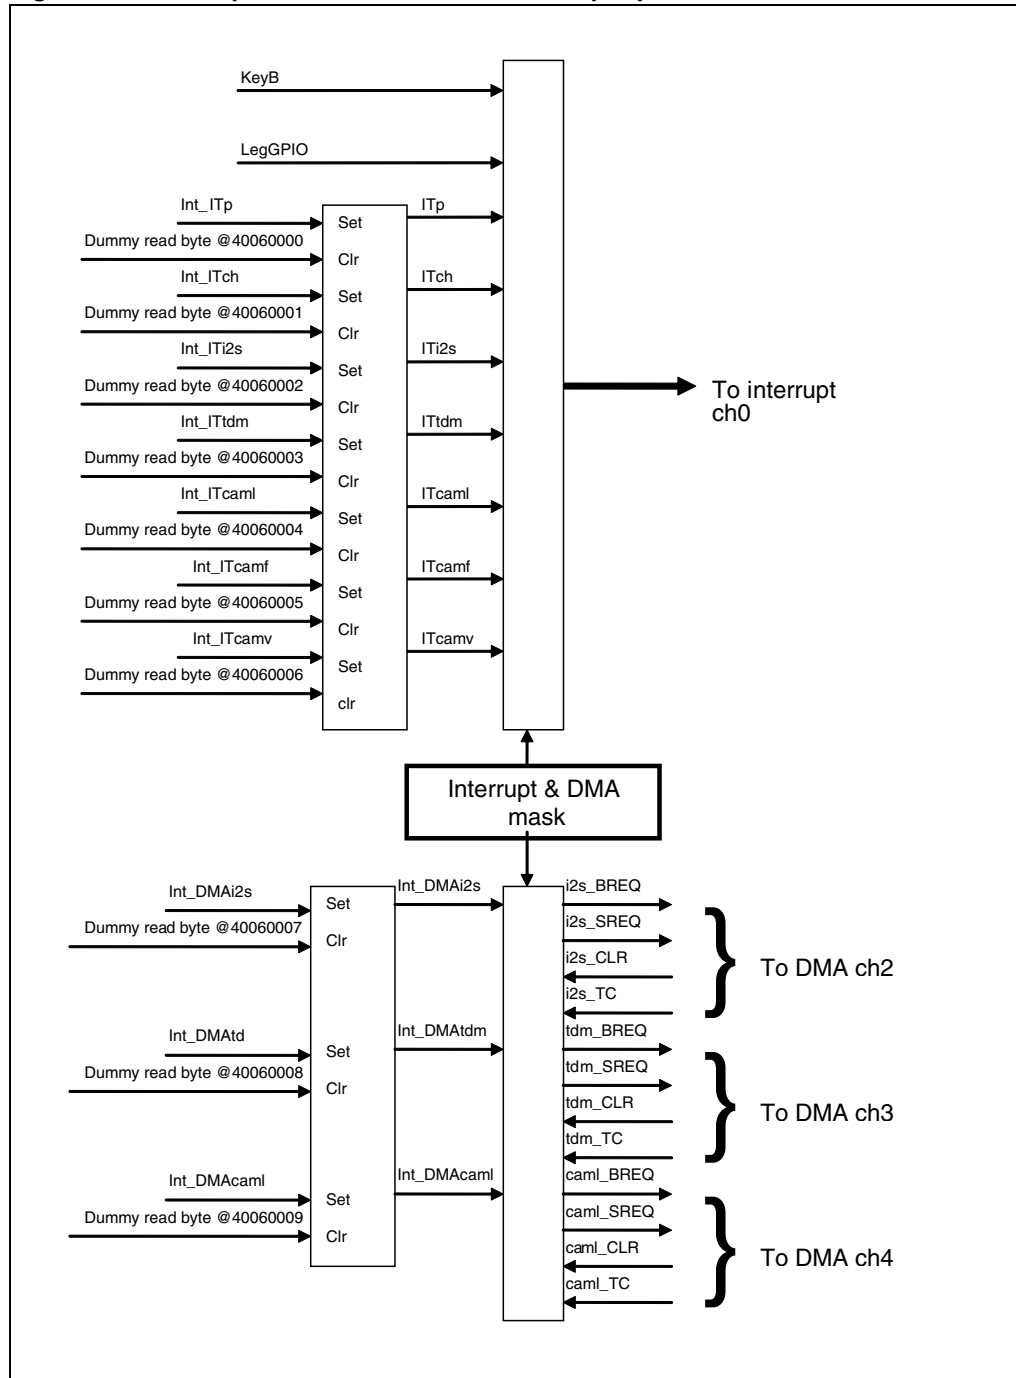 KeyB
LegGPIO
Int_ITp
ITp
Set
Dummy read byte @40060000
Clr
Int_ITch
ITch
Set
Dummy read byte @40060001
Clr
Int_ITi2s
ITi2s
Set
Dummy read byte @40060002
Clr
To interrupt
ch0
Int_ITtdm
ITtdm
Set
Dummy read byte @40060003
Clr
Int_ITcaml
ITcaml
Set
Dummy read byte @40060004
Clr
Int_ITcamf
ITcamf
Set
Dummy read byte @40060005
Clr
Int_ITcamv
ITcamv
Set
Dummy read byte @40060006
clr
Interrupt & DMA
mask
Int_DMAi2s
Int_DMAi2s
i2s_BREQ
Set
Dummy read byte @40060007
i2s_SREQ
Clr
i2s_CLR
To DMA ch2
i2s_TC
Int_DMAtd
Int_DMAtdm
tdm_BREQ
Set
Dummy read byte @40060008
tdm_SREQ
Clr
tdm_CLR
To DMA ch3
tdm_TC
Int_DMAcaml
Int_DMAcaml
caml_BREQ
Set
Dummy read byte @40060009
caml_SREQ
Clr
caml_CLR
To DMA ch4
caml_TC